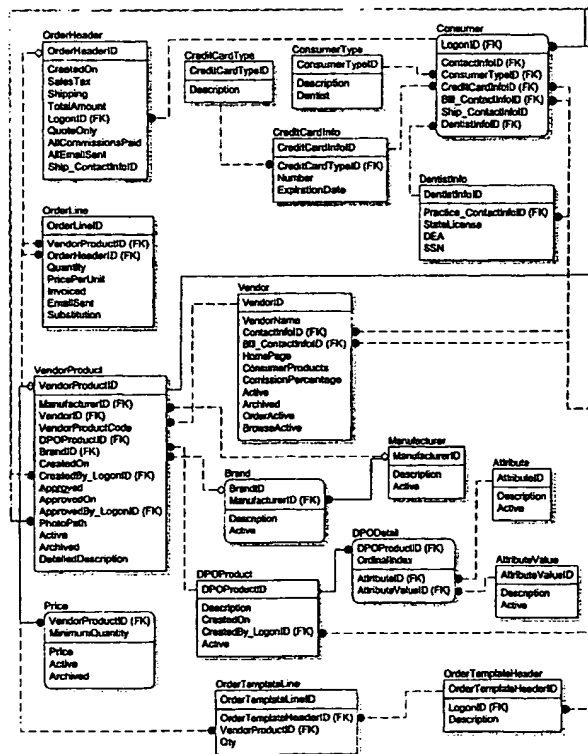 OrderHeader
OrderHeaderID
CreatedOn
SalesTax
Shipping
TotalAmount
LogonID (FK)
QuoteOnly
AllCommissionsPaid
AllEmailSent
Ship_ContactInfoID
CreditCardType
CreditCardTypeID
Description
ConsumerType
ConsumerTypeID
Description
Dentist
Consumer
LogonID (FK)
ContactInfoID (FK)
ConsumerTypeID (FK)
CreditCardInfoID (FK)
Bill_ContactInfoID (FK)
Ship_ContactInfoID
DentistInfoID (FK)
CreditCardInfo
CreditCardInfoID
CreditCardTypeID (FK)
Number
ExpirationDate
DentistInfo
DentistInfoID
Practice_ContactInfoID (FK)
StateLicense
DEA
SSN
OrderLine
OrderLineID
VendorProductID (FK)
OrderHeaderID (FK)
Quantity
PricePerUnit
Invoiced
EmailSent
Substitution
Vendor
VendorID
VendorName
ContactInfoID (FK)
Bill_ContactInfoID (FK)
HomePage
ConsumerProducts
ComissionPercentage
Active
Archived
OrderActive
BrowseActive
VendorProduct
VendorProductID
ManufacturerID (FK)
VendorID (FK)
VendorProductCode
DPOProductID (FK)
BrandID (FK)
CreatedOn
CreatedBy_LogonID (FK)
Approved
ApprovedOn
ApprovedBy_LogonID (FK)
PhotoPath
Active
Archived
DetailedDescription
Manufacturer
ManufacturerID
Description
Active
Brand
BrandID
ManufacturerID (FK)
Description
Active
Attribute
AttributeID
Description
Active
DPODetail
DPOProductID (FK)
OrdinalIndex
AttributeID (FK)
AttributeValueID (FK)
AttributeValue
AttributeValueID
Description
Active
DPOProduct
DPOProductID
Description
CreatedOn
CreatedBy_LogonID (FK)
Active
Price
VendorProductID (FK)
MinimumQuantity
Price
Active
Archived
OrderTemplateLine
OrderTemplateLineID
OrderTemplateHeaderID (FK)
VendorProductID (FK)
Qty
OrderTemplateHeader
OrderTemplateHeaderID
LogonID (FK)
Description